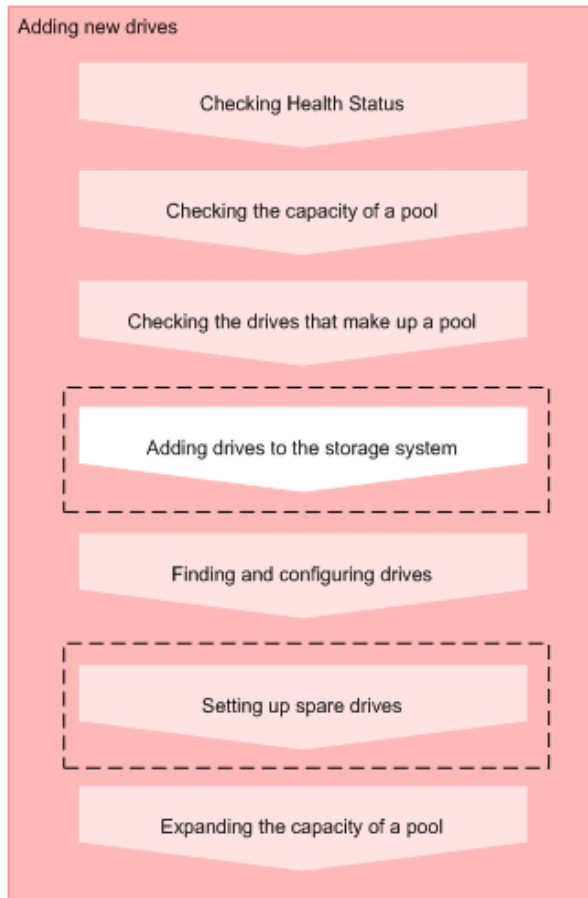 Adding new drives
Checking Health Status
Checking the capacity of a pool
Checking the drives that make up a pool
Adding drives to the storage system
Finding and configuring drives
Setting up spare drives
Expanding the capacity of a pool